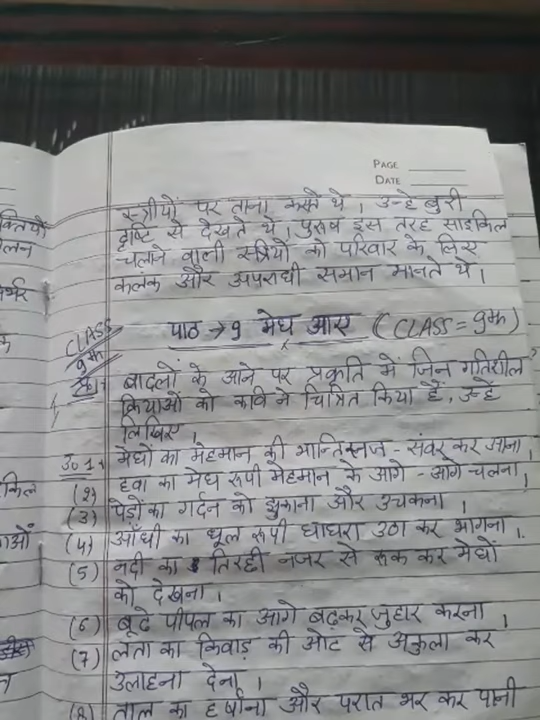 PAGE
DATE
स्त्रीयों पर ताना कसते थे। उन्हे बुरी
दृष्टि से देखते थे। पुरुष इस तरह साइकिल
चलाने वाली स्त्रियों को परिवार के लिए
कलंक और अपराधी समान मानते थे।
पाठ → 9 मेघ आए (CLASS = 9th)
CLASS
9th
प्र1. बादलों के आने पर प्रकृति में जिन गतिशील
क्रियाओं को कवि ने चित्रित किया है, उन्हें
लिखिए।
उ०1. मेघों का मेहमान की भान्ति सज-संवर कर आना,
(2) हवा का मेघ रूपी मेहमान के आगे-आगे चलना,
(3) पेड़ों का गर्दन को झुकाना और उचकना।
(4) आँधी का धूल रूपी घाघरा उठा कर भागना।
(5) नदी का तिरछी नजर से रूक कर मेघों
को देखना।
(6) बूढे पीपल का आगे बढ़कर जुहार करना,
(7) लता का किवाड़ की ओट से अकुला कर
उलाहना देना।
(8) ताल का हर्षाना और परात भर कर पानी